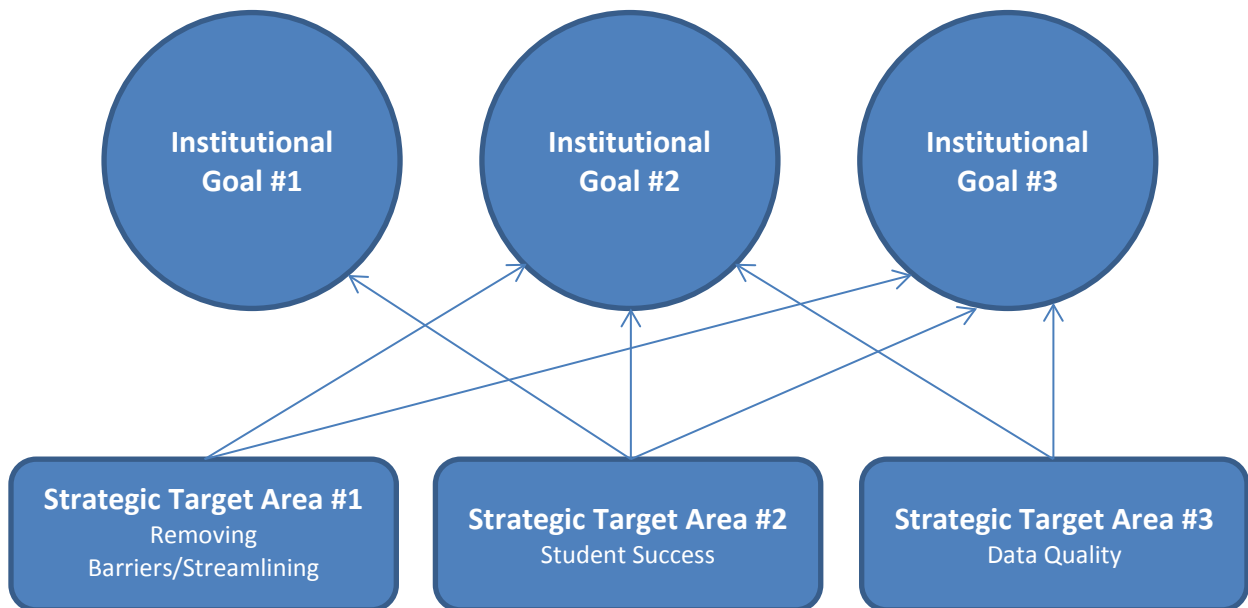 Institutional
Goal #1
Institutional
Goal #2
Institutional
Goal #3
Strategic Target Area #1
Removing
Barriers/Streamlining
Strategic Target Area #2
Student Success
Strategic Target Area #3
Data Quality